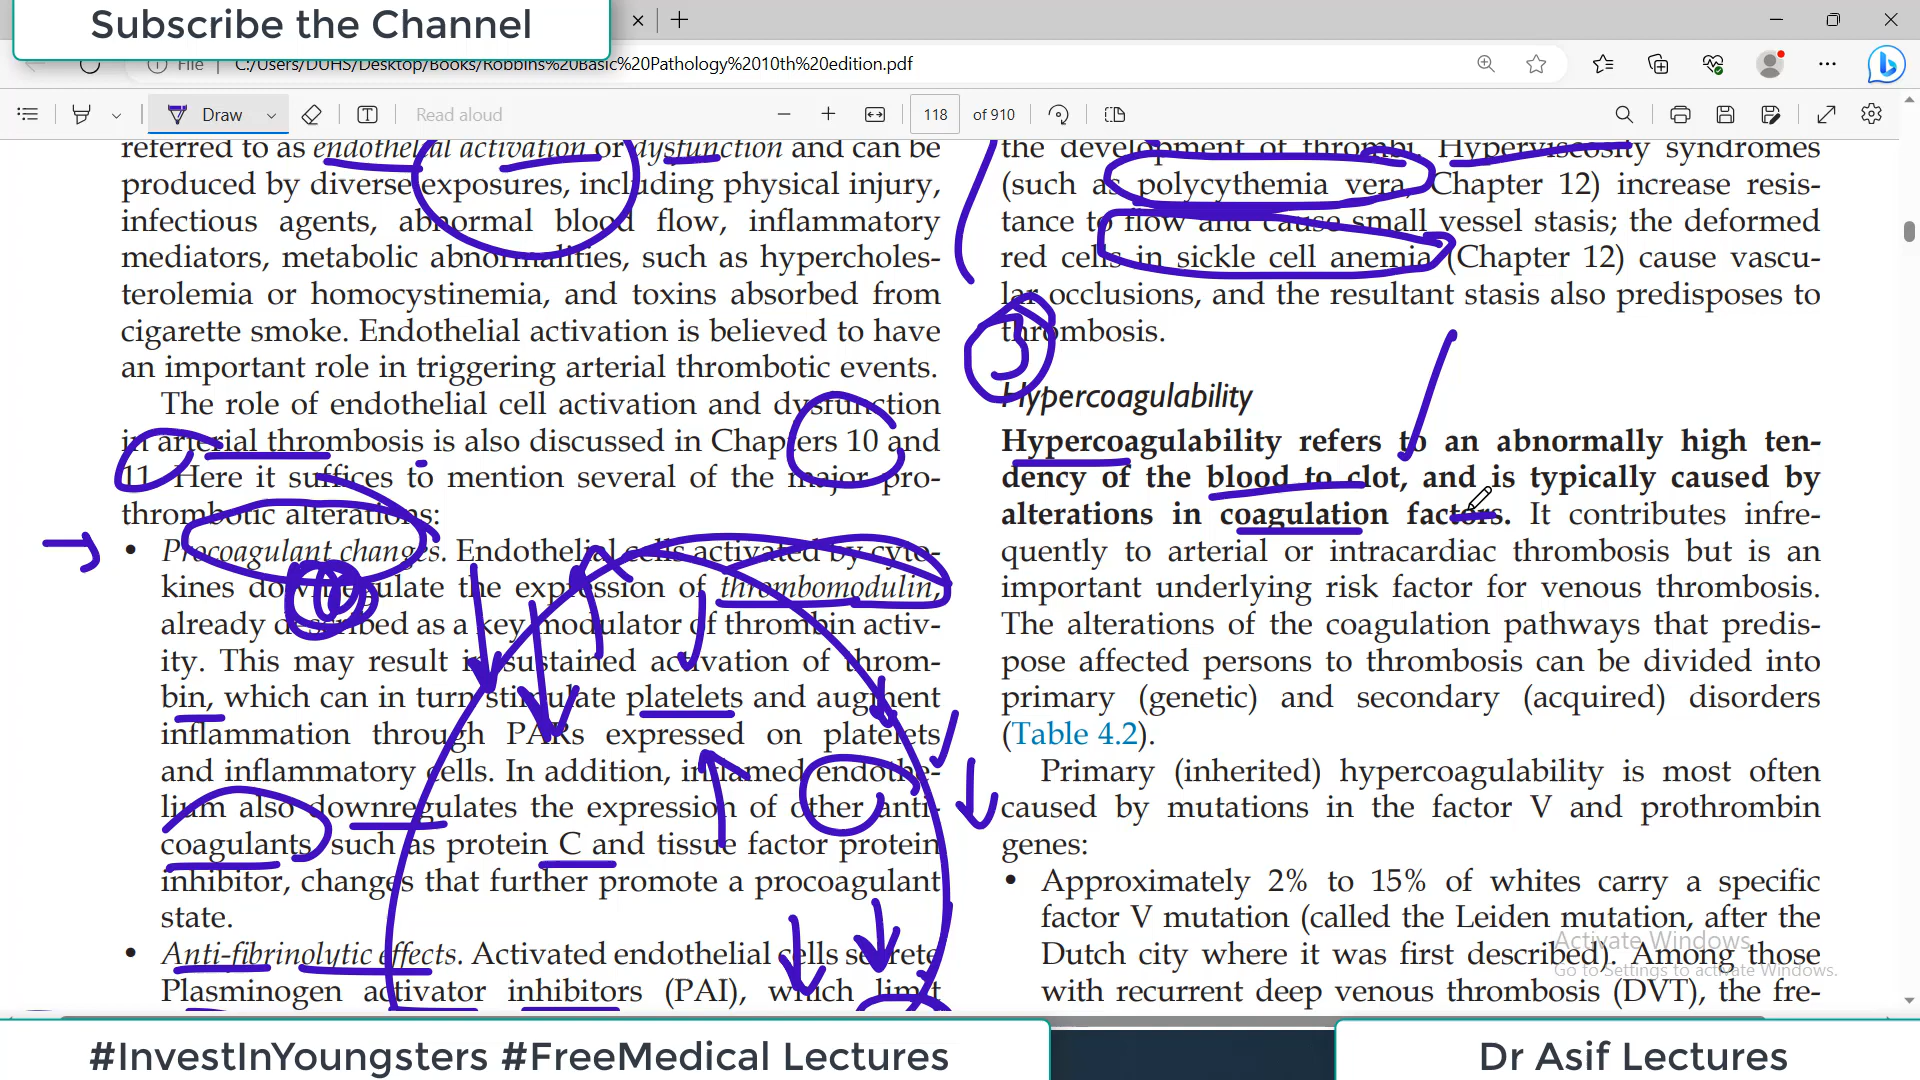 Subscribe the Channel
File
C:/Users/DUHS/Desktop/Books/Robbins%20Basic%20Pathology%2010th%20edition.pdf
Draw
Read aloud
118
of 910
referred to as endothelial activation or dysfunction and can be
produced by diverse exposures, including physical injury,
infectious agents, abnormal blood flow, inflammatory
mediators, metabolic abnormalities, such as hypercholes-
terolemia or homocystinemia, and toxins absorbed from
cigarette smoke. Endothelial activation is believed to have
an important role in triggering arterial thrombotic events.
The role of endothelial cell activation and dysfunction
in arterial thrombosis is also discussed in Chapters 10 and
11. Here it suffices to mention several of the major pro-
thrombotic alterations:
• Procoagulant changes. Endothelial cells activated by cyto-
kines downregulate the expression of thrombomodulin,
already described as a key modulator of thrombin activ-
ity. This may result in sustained activation of throm-
bin, which can in turn stimulate platelets and augment
inflammation through PARs expressed on platelets
and inflammatory cells. In addition, inflamed endothe-
lium also downregulates the expression of other anti-
coagulants, such as protein C and tissue factor protein
inhibitor, changes that further promote a procoagulant
state.
• Anti-fibrinolytic effects. Activated endothelial cells secrete
Plasminogen activator inhibitors (PAI), which limit
the development of thrombi. Hyperviscosity syndromes
(such as polycythemia vera, Chapter 12) increase resis-
tance to flow and cause small vessel stasis; the deformed
red cells in sickle cell anemia (Chapter 12) cause vascu-
lar occlusions, and the resultant stasis also predisposes to
thrombosis.
3
Hypercoagulability
Hypercoagulability refers to an abnormally high ten-
dency of the blood to clot, and is typically caused by
alterations in coagulation factors. It contributes infre-
quently to arterial or intracardiac thrombosis but is an
important underlying risk factor for venous thrombosis.
The alterations of the coagulation pathways that predis-
pose affected persons to thrombosis can be divided into
primary (genetic) and secondary (acquired) disorders
(Table 4.2).
Primary (inherited) hypercoagulability is most often
caused by mutations in the factor V and prothrombin
genes:
• Approximately 2% to 15% of whites carry a specific
factor V mutation (called the Leiden mutation, after the
Dutch city where it was first described). Among those
with recurrent deep venous thrombosis (DVT), the fre-
Activate Windows
Go to Settings to activate Windows.
#InvestInYoungsters #FreeMedical Lectures
Dr Asif Lectures